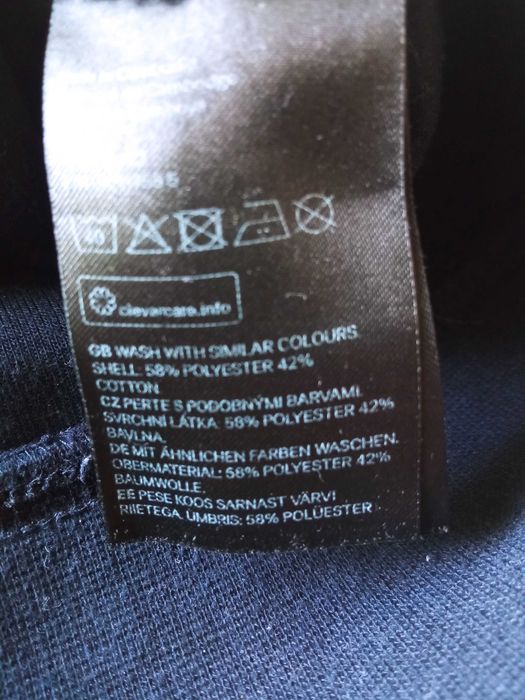 clevercare.info
GB WASH WITH SIMILAR COLOURS.
SHELL: 58% POLYESTER 42%
COTTON
CZ PERTE S PODOBNÝMI BARVAMI.
SVRCHNI LÁTKA: 58% POLYESTER 42%
BAVLNA.
DE MIT ÄHNLICHEN FARBEN WASCHEN.
OBERMATERIAL: 58% POLYESTER 42%
BAUMWOLLE.
EE PESE KOOS SARNAST VÄRVI
RIIETEGA. ÜMBRIS: 58% POLÜESTER